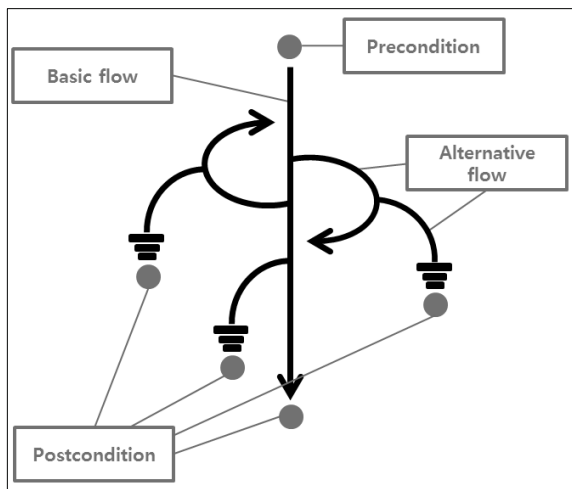 Precondition
Basic flow
Alternative
flow
Postcondition